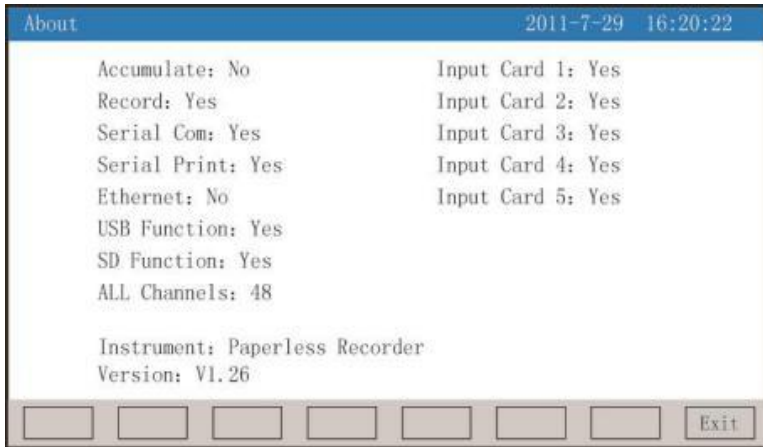 About 2011-7-29 16:20:22
Accumulate: No
Record: Yes
Serial Com: Yes
Serial Print: Yes
Ethernet: No
USB Function: Yes
SD Function: Yes
ALL Channels: 48
Input Card 1: Yes
Input Card 2: Yes
Input Card 3: Yes
Input Card 4: Yes
Input Card 5: Yes
Instrument: Paperless Recorder
Version: V1.26
Exit